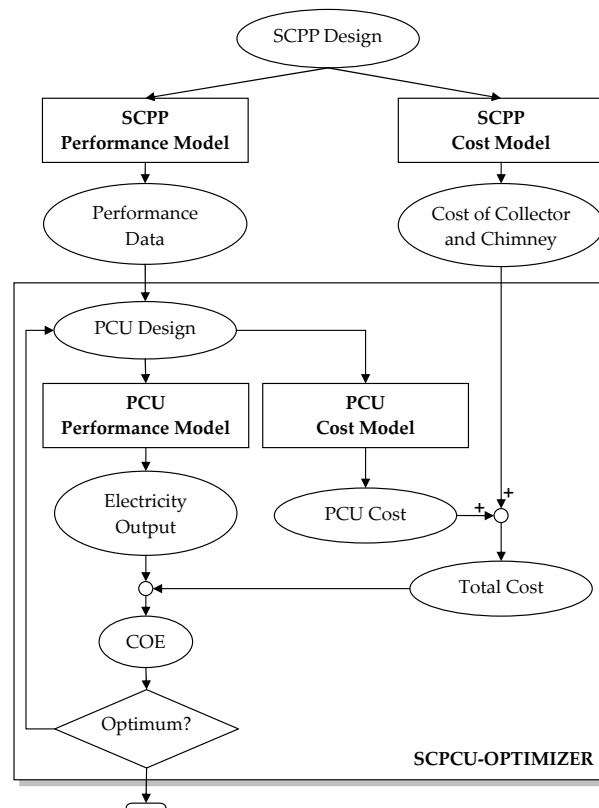 SCPP Design
SCPP
Performance Model
SCPP
Cost Model
Performance
Data
Cost of Collector
and Chimney
PCU Design
PCU
Performance Model
PCU
Cost Model
Electricity
Output
PCU Cost
+
+
Total Cost
COE
Optimum?
SCPCU-OPTIMIZER